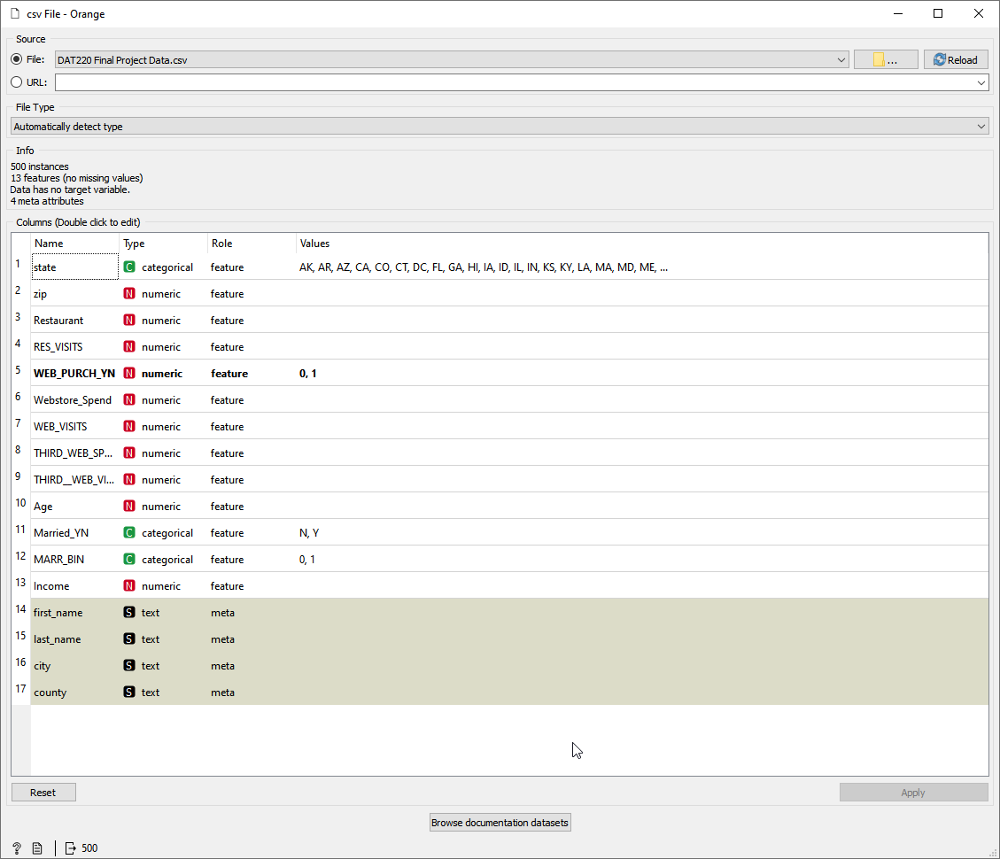 csv File - Orange
Source
File: DAT220 Final Project Data.csv ... Reload
URL:
File Type
Automatically detect type
Info
500 instances
13 features (no missing values)
Data has no target variable.
4 meta attributes
Columns (Double click to edit)
Name Type Role Values
1 state C categorical feature AK, AR, AZ, CA, CO, CT, DC, FL, GA, HI, IA, ID, IL, IN, KS, KY, LA, MA, MD, ME, ...
2 zip N numeric feature
3 Restaurant N numeric feature
4 RES_VISITS N numeric feature
5 WEB_PURCH_YN N numeric feature 0, 1
6 Webstore_Spend N numeric feature
7 WEB_VISITS N numeric feature
8 THIRD_WEB_SP... N numeric feature
9 THIRD__WEB_VI... N numeric feature
10 Age N numeric feature
11 Married_YN C categorical feature N, Y
12 MARR_BIN C categorical feature 0, 1
13 Income N numeric feature
14 first_name S text meta
15 last_name S text meta
16 city S text meta
17 county S text meta
Reset Apply
Browse documentation datasets
? 500